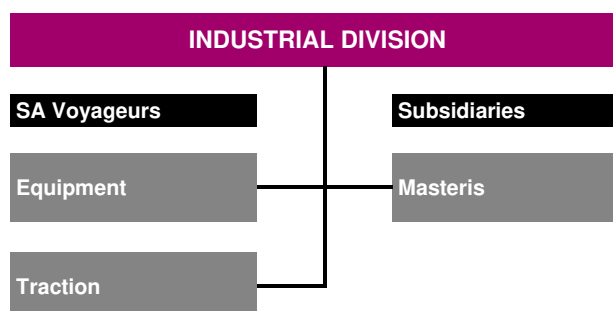 INDUSTRIAL DIVISION
SA Voyageurs
Subsidiaries
Equipment
Masteris
Traction